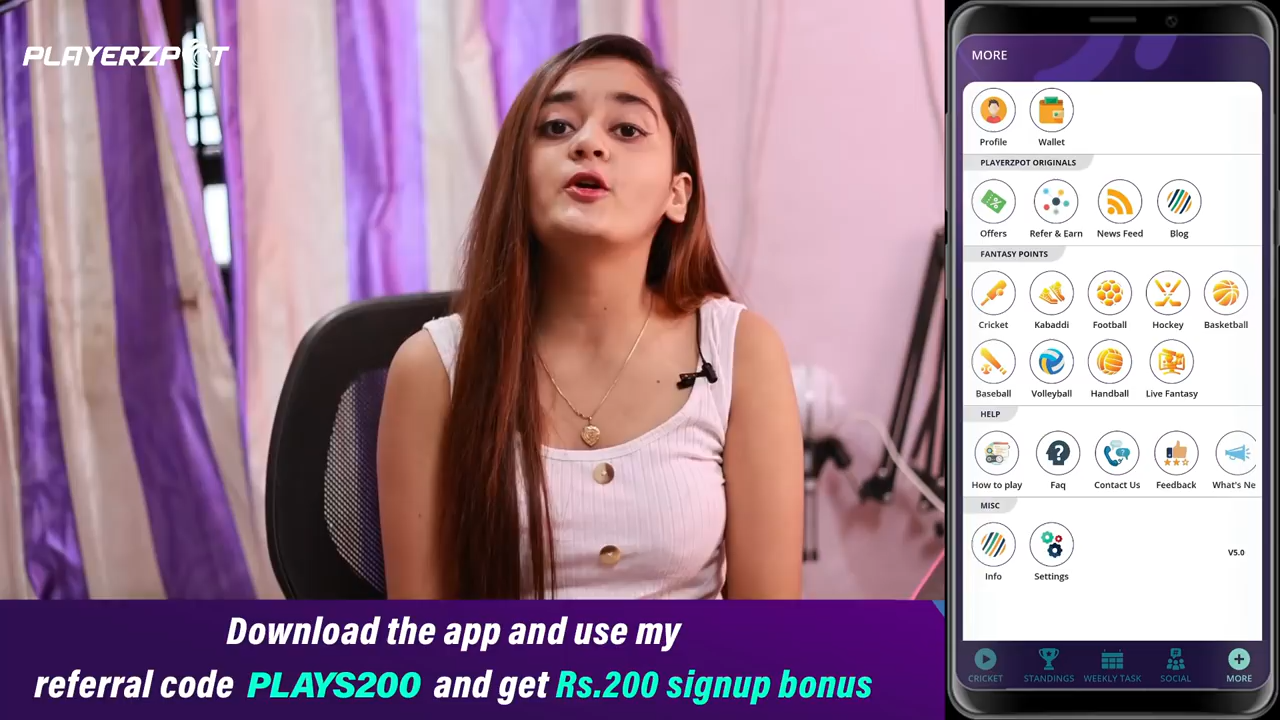 PLAYERZPOT
MORE
Profile
Wallet
PLAYERZPOT ORIGINALS
Offers
Refer & Earn
News Feed
Blog
FANTASY POINTS
Cricket
Kabaddi
Football
Hockey
Basketball
Baseball
Volleyball
Handball
Live Fantasy
HELP
How to play
Faq
Contact Us
Feedback
What's Ne
MISC
Info
Settings
V5.0
CRICKET
STANDINGS
WEEKLY TASK
SOCIAL
MORE
Download the app and use my
referral code PLAYS200 and get Rs.200 signup bonus